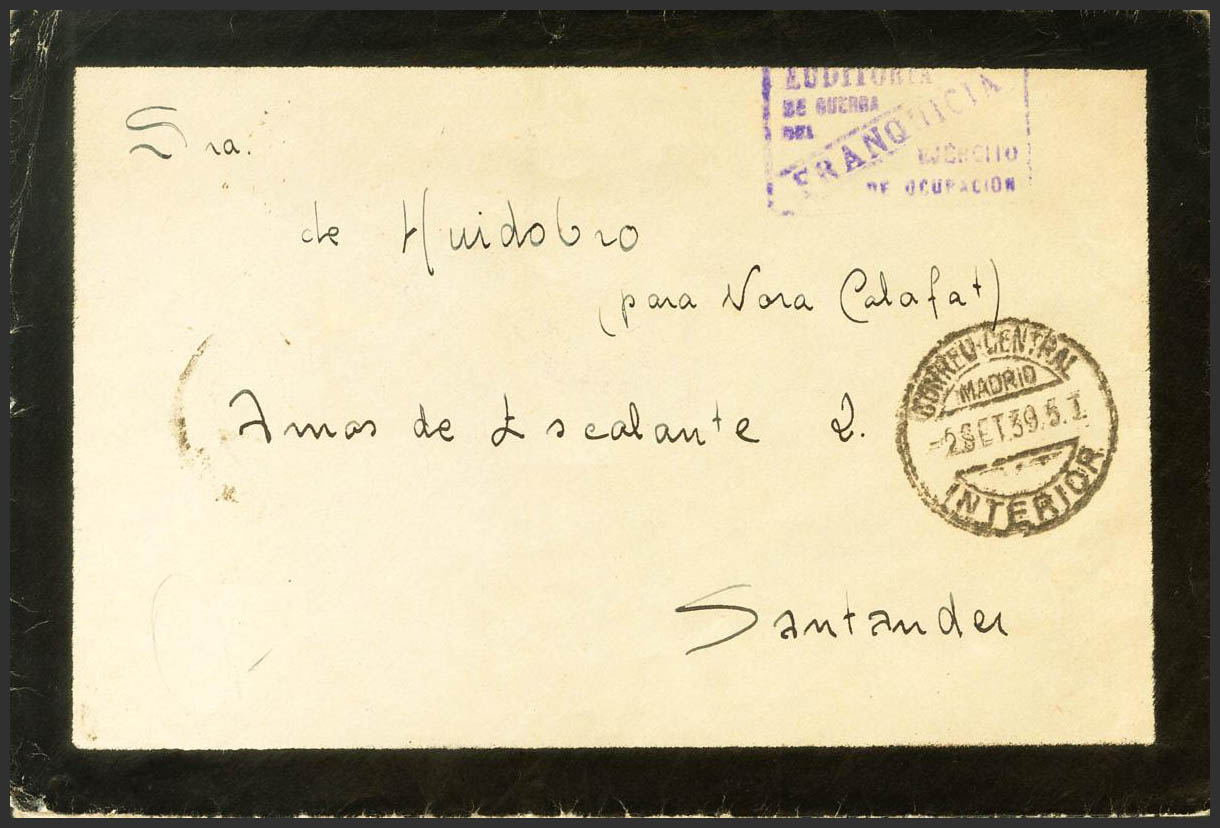 AUDITORIA
DE GUERRA
DEL
FRANQUICIA
EJERCITO
DE OCUPACION
Sra.
de Huidobro
(para Nora Calafat)
Amos de Escalante 2.
Santander
CORREO CENTRAL
MADRID
-2 SET.39.5.T.
INTERIOR